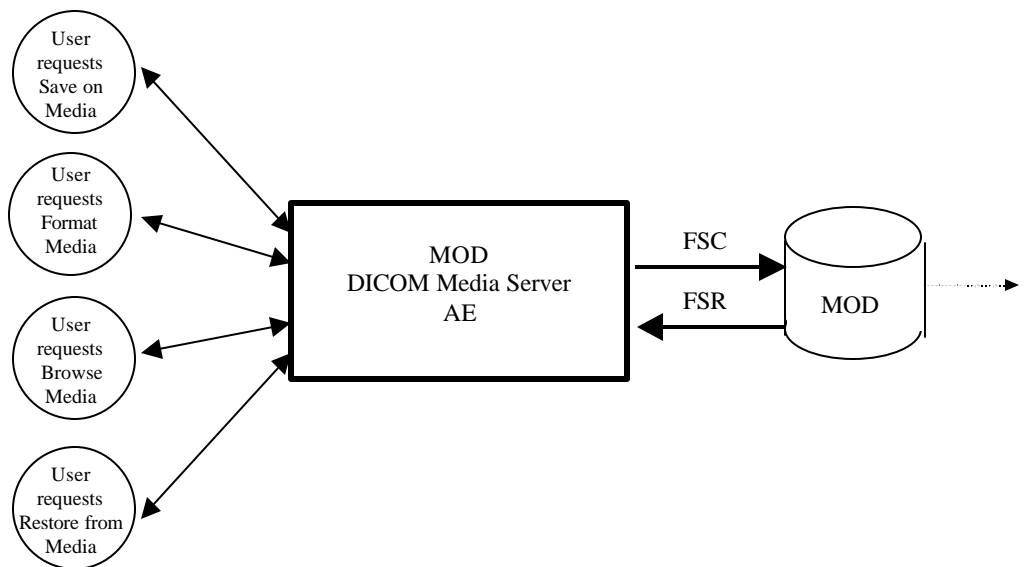 User
requests
Save on
Media
User
requests
Format
Media
User
requests
Browse
Media
User
requests
Restore from
Media
MOD
DICOM Media Server
AE
FSC
FSR
MOD